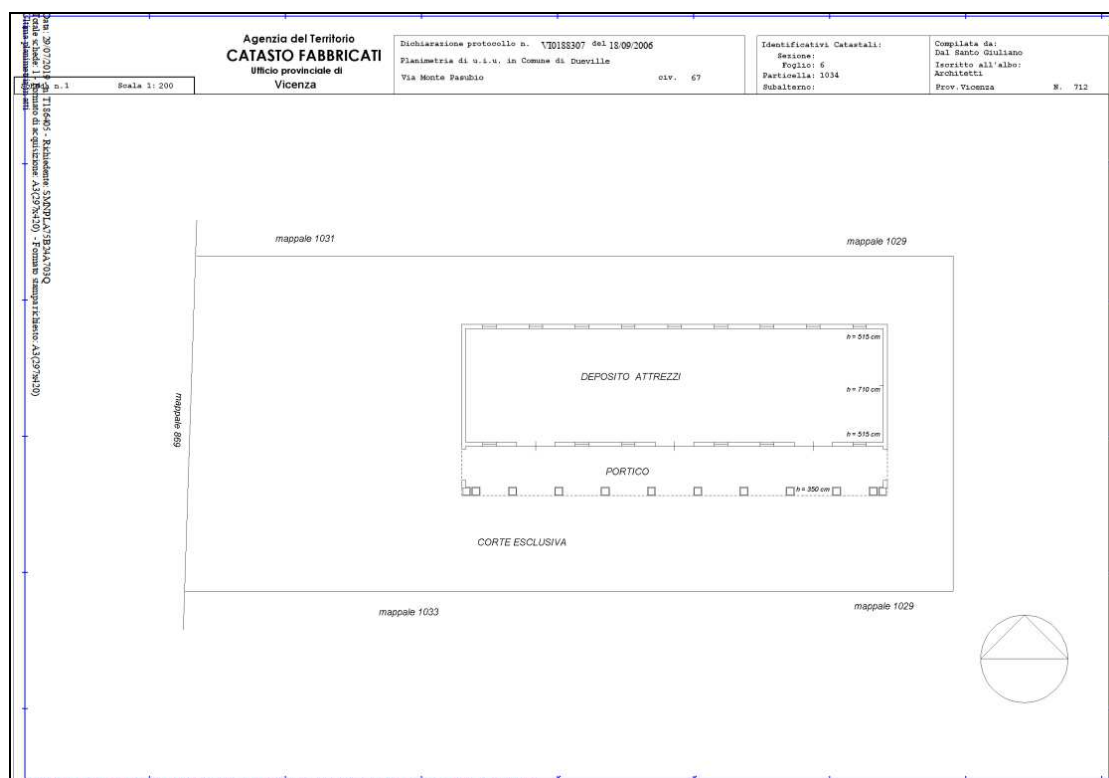 Agenzia del Territorio
CATASTO FABBRICATI
Ufficio provinciale di
Vicenza
Dichiarazione protocollo n. VI0188307 del 18/09/2006
Planimetria di u.i.u. in Comune di Dueville
Via Monte Pasubio civ. 67
Identificativi Catastali:
Sezione:
Foglio: 6
Particella: 1034
Subalterno:
Compilata da:
Dal Santo Giuliano
Iscritto all'albo:
Architetti
Prov. Vicenza N. 712
n.1 Scala 1: 200
Richiedente: SMNPLA75B24A703Q
Formato di acquisizione: A3(297x420) - Formato stampa richiesto: A3(297x420)
mappale 1031
mappale 1029
h = 515 cm
DEPOSITO ATTREZZI
h = 710 cm
mappale 869
h = 515 cm
PORTICO
h = 350 cm
CORTE ESCLUSIVA
mappale 1033
mappale 1029